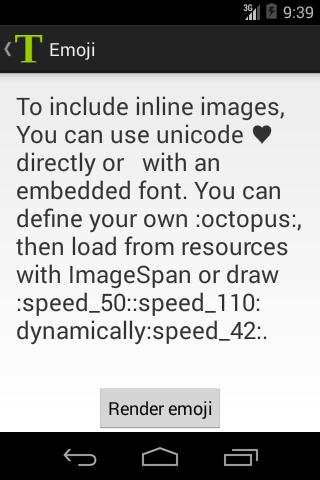 3G 9:39
T Emoji
To include inline images,
You can use unicode ♥
directly or   with an
embedded font. You can
define your own :octopus:,
then load from resources
with ImageSpan or draw
:speed_50::speed_110:
dynamically:speed_42:.
Render emoji